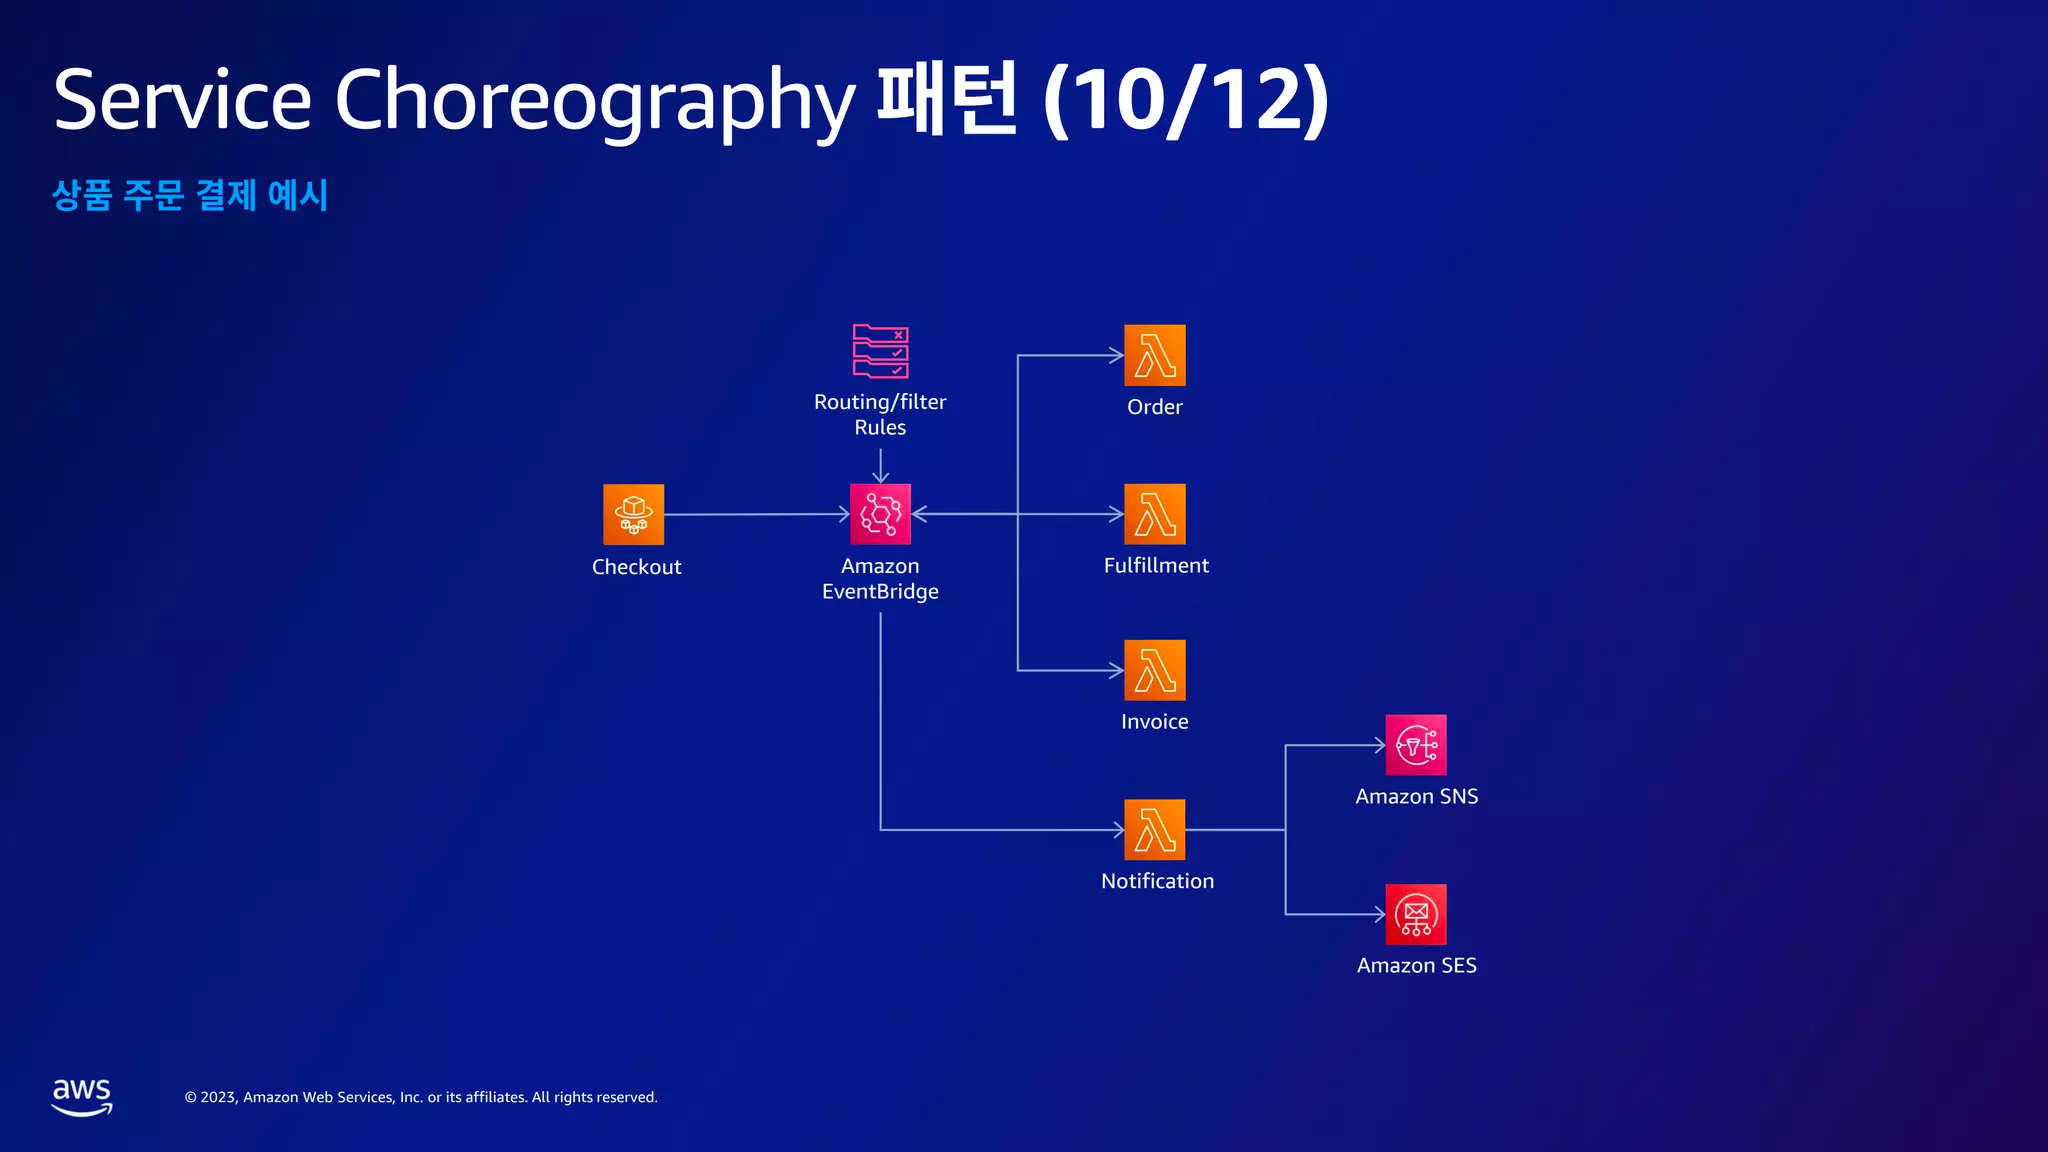 Service Choreography 패턴 (10/12)
상품 주문 결제 예시
Routing/filter
Rules
Order
Checkout
Amazon
EventBridge
Fulfillment
Invoice
Amazon SNS
Notification
Amazon SES
aws
© 2023, Amazon Web Services, Inc. or its affiliates. All rights reserved.